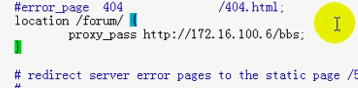 #error_page 404 /404.html;
location /forum/ {
proxy_pass http://172.16.100.6/bbs;
}
# redirect server error pages to the static page /5
#